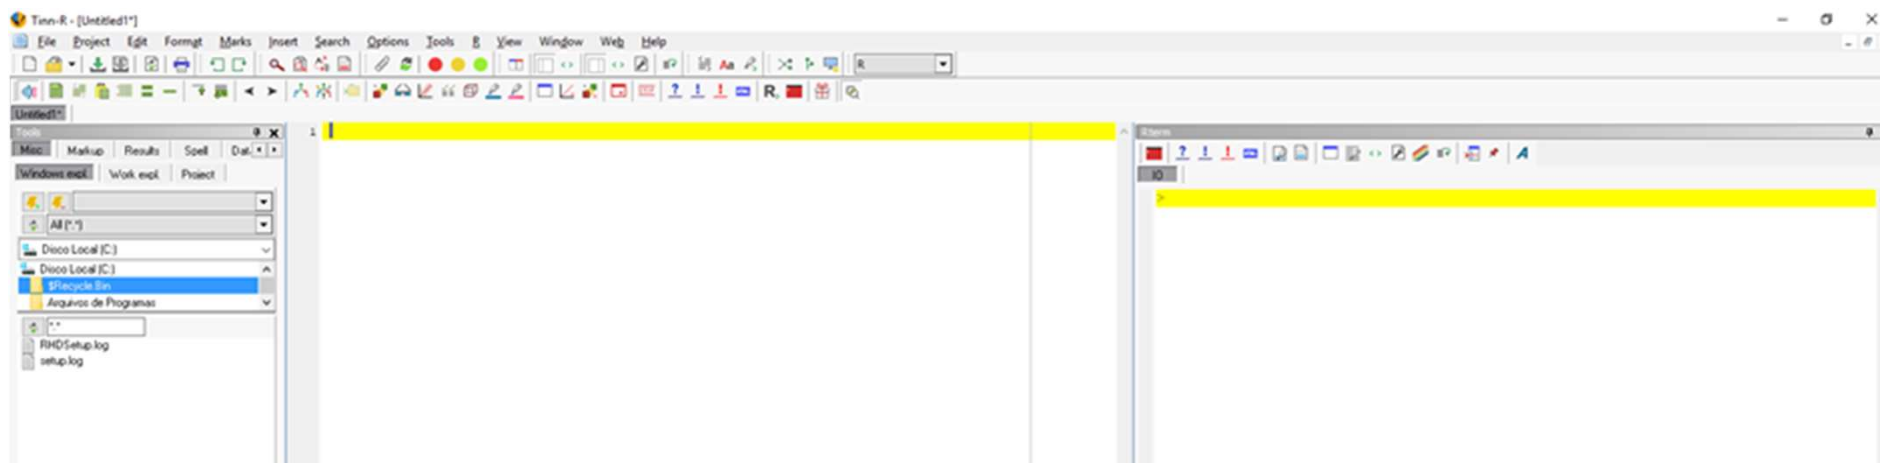 Tinn-R - [Untitled1*]
File Project Edit Format Marks Insert Search Options Tools R View Window Web Help
R
Untitled1*
Tools
Misc Markup Results Spell Dat
Windows expl. Work expl. Project
All (*.*)
Disco Local (C:)
Disco Local (C:)
$Recycle.Bin
Arquivos de Programas
*.*
RHDSetup.log
setup.log
1
Rterm
IO
>